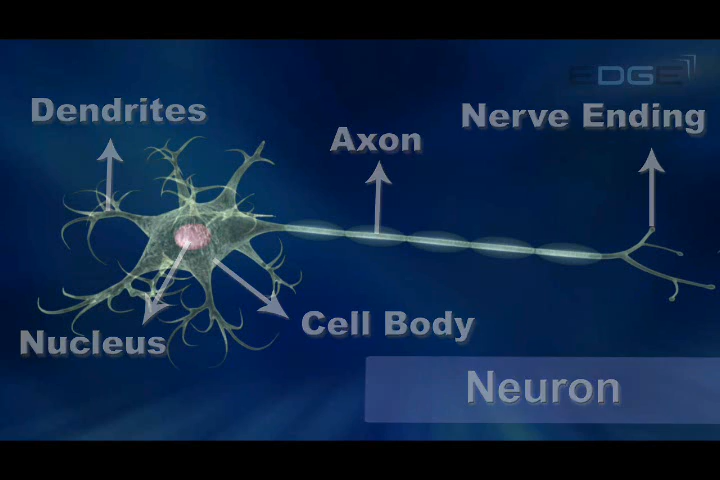 EDGE
Dendrites
Nerve Ending
Axon
Cell Body
Nucleus
Neuron